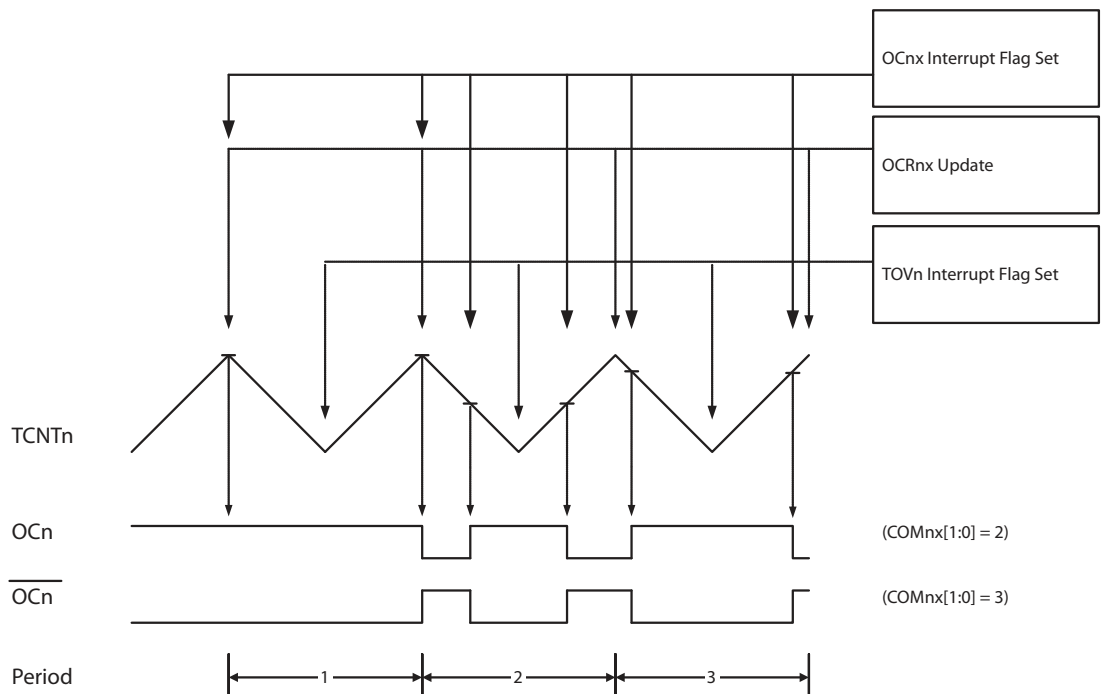 OCnx Interrupt Flag Set
OCRnx Update
TOVn Interrupt Flag Set
TCNTn
OCn
(COMnx[1:0] = 2)
OCn
(COMnx[1:0] = 3)
Period
1
2
3